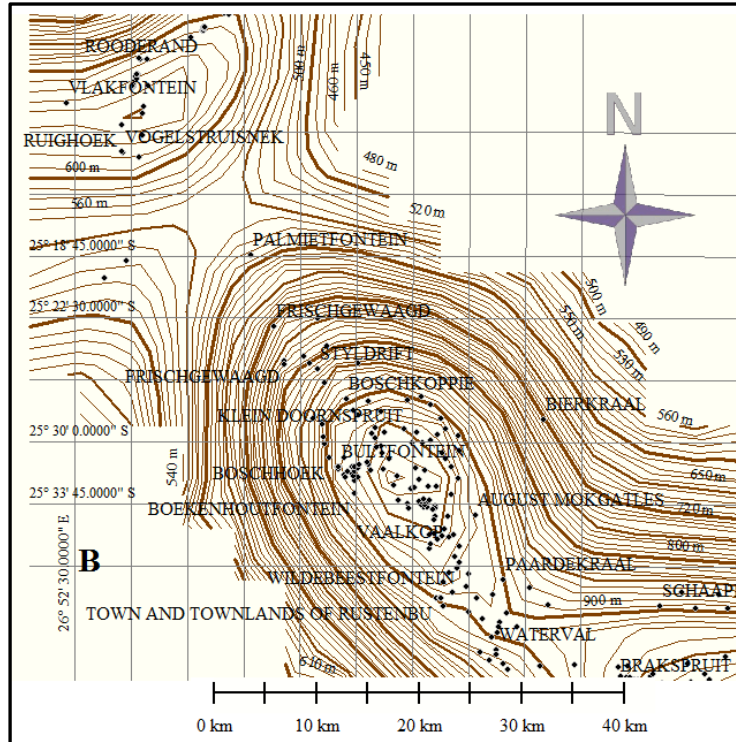 ROODERAND
500 m
450 m
460 m
VLAKFONTEIN
N
RUIGHOEK
VOGELSTRUISNEK
480 m
600 m
560 m
520 m
25° 18' 45.0000" S
PALMIETFONTEIN
25° 22' 30.0000" S
500 m
FRISCHGEWAAGD
550 m
490 m
530 m
STYLDRIFT
FRISCHGEWAAGD
BOSCHKOPPIE
BIERKRAAL
560 m
KLEIN DOORNSPRUIT
25° 30' 0.0000" S
BULTFONTEIN
540 m
BOSCHHOEK
650 m
25° 33' 45.0000" S
AUGUST MOKGATLES
BOEKENHOUTFONTEIN
720 m
VAALKOP
800 m
26° 52' 30.0000" E
B
PAARDEKRAAL
WILDEBEESTFONTEIN
SCHAAP
900 m
TOWN AND TOWNLANDS OF RUSTENBU
WATERVAL
610 m
BRAKSPRUIT
0 km 10 km 20 km 30 km 40 km